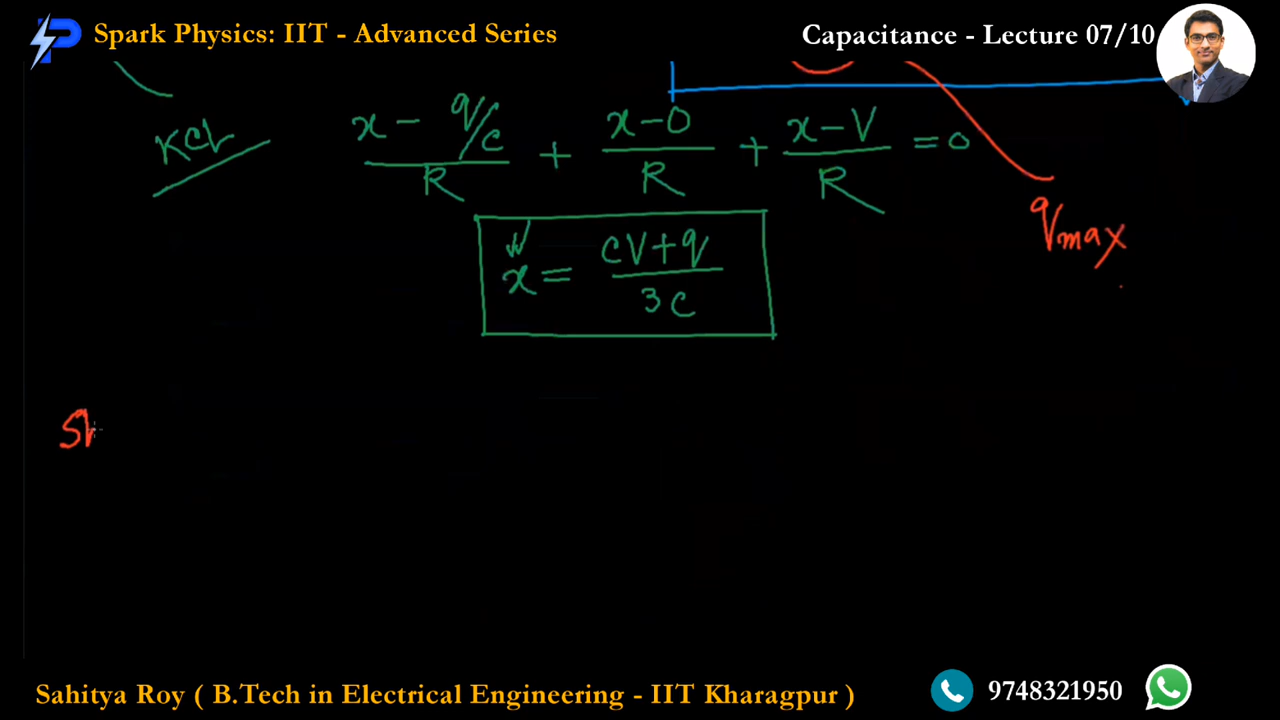 Spark Physics: IIT - Advanced Series
Capacitance - Lecture 07/10
KCL
x - q/c / R + x-0 / R + x-V / R = 0
qmax
x = cV+q / 3c
Sahitya Roy ( B.Tech in Electrical Engineering - IIT Kharagpur )
9748321950